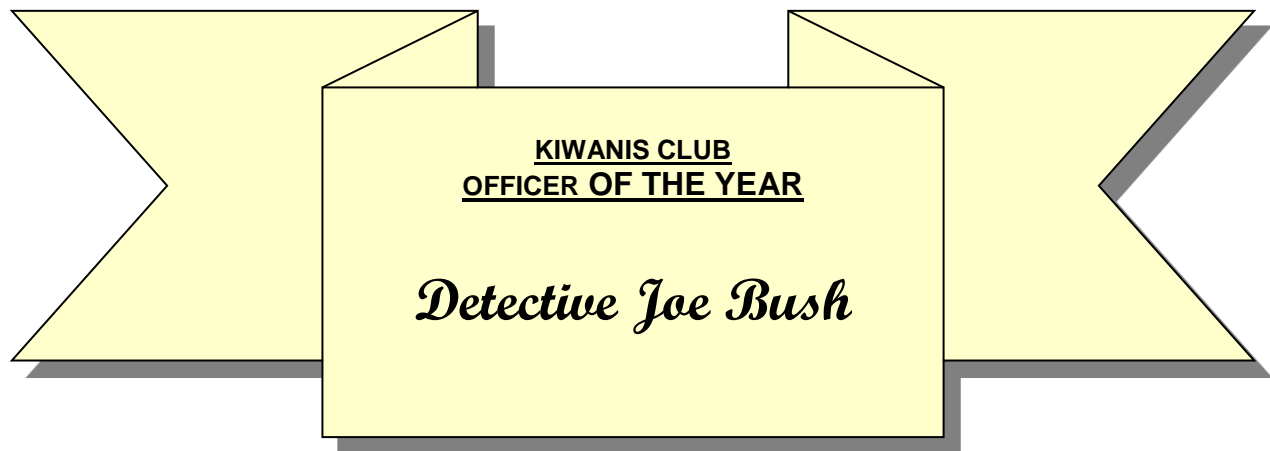 KIWANIS CLUB
OFFICER OF THE YEAR
Detective Joe Bush